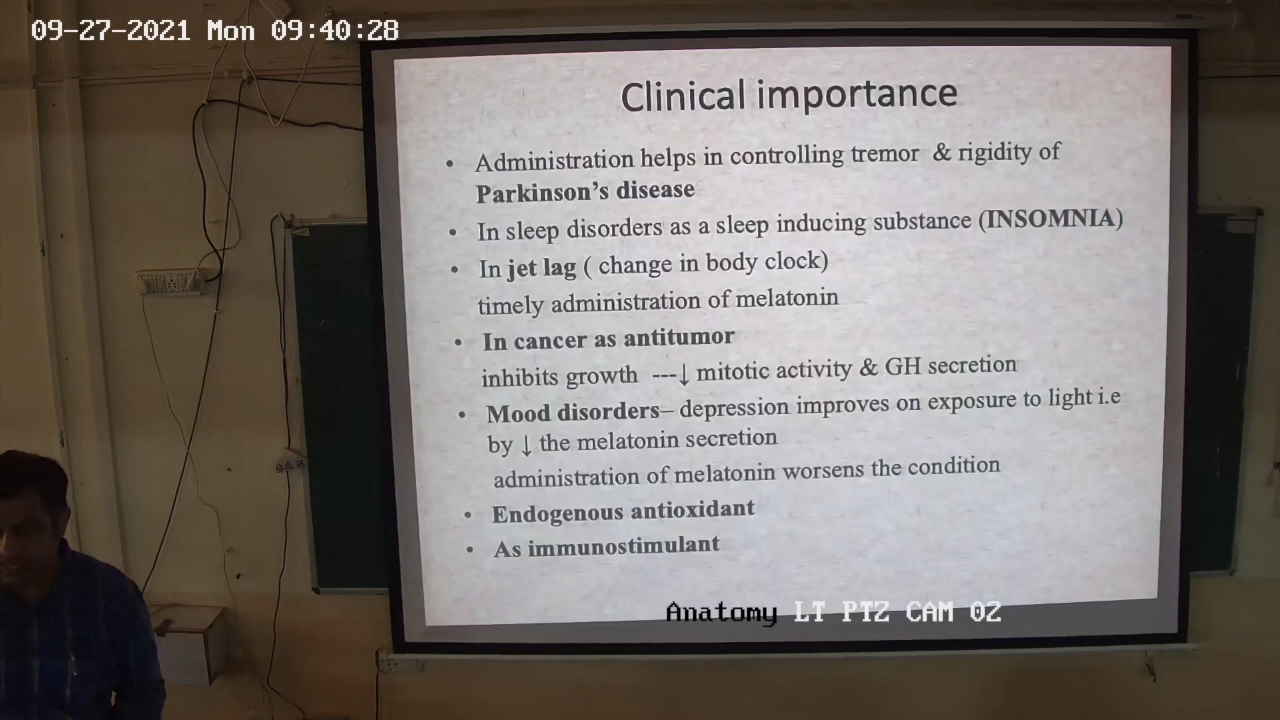 09-27-2021 Mon 09:40:28
Clinical importance
• Administration helps in controlling tremor & rigidity of
Parkinson's disease
• In sleep disorders as a sleep inducing substance (INSOMNIA)
• In jet lag ( change in body clock)
timely administration of melatonin
• In cancer as antitumor
inhibits growth ---↓ mitotic activity & GH secretion
• Mood disorders– depression improves on exposure to light i.e
by ↓ the melatonin secretion
administration of melatonin worsens the condition
• Endogenous antioxidant
• As immunostimulant
Anatomy LT PTZ CAM 02